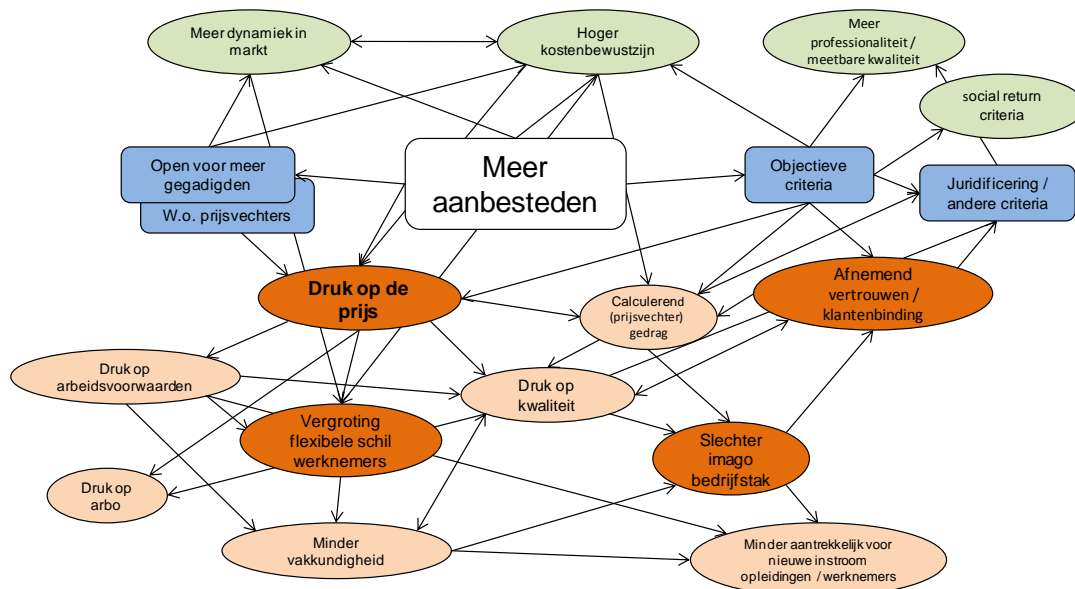 Meer dynamiek in
markt
Hoger
kostenbewustzijn
Meer
professionaliteit /
meetbare kwaliteit
social return
criteria
Open voor meer
gegadigden
W.o. prijsvechters
Meer
aanbesteden
Objectieve
criteria
Juridificering /
andere criteria
Druk op de
prijs
Calculerend
(prijsvechter)
gedrag
Afnemend
vertrouwen /
klantenbinding
Druk op
arbeidsvoorwaarden
Druk op
kwaliteit
Vergroting
flexibele schil
werknemers
Slechter
imago
bedrijfstak
Druk op
arbo
Minder
vakkundigheid
Minder aantrekkelijk voor
nieuwe instroom
opleidingen / werknemers